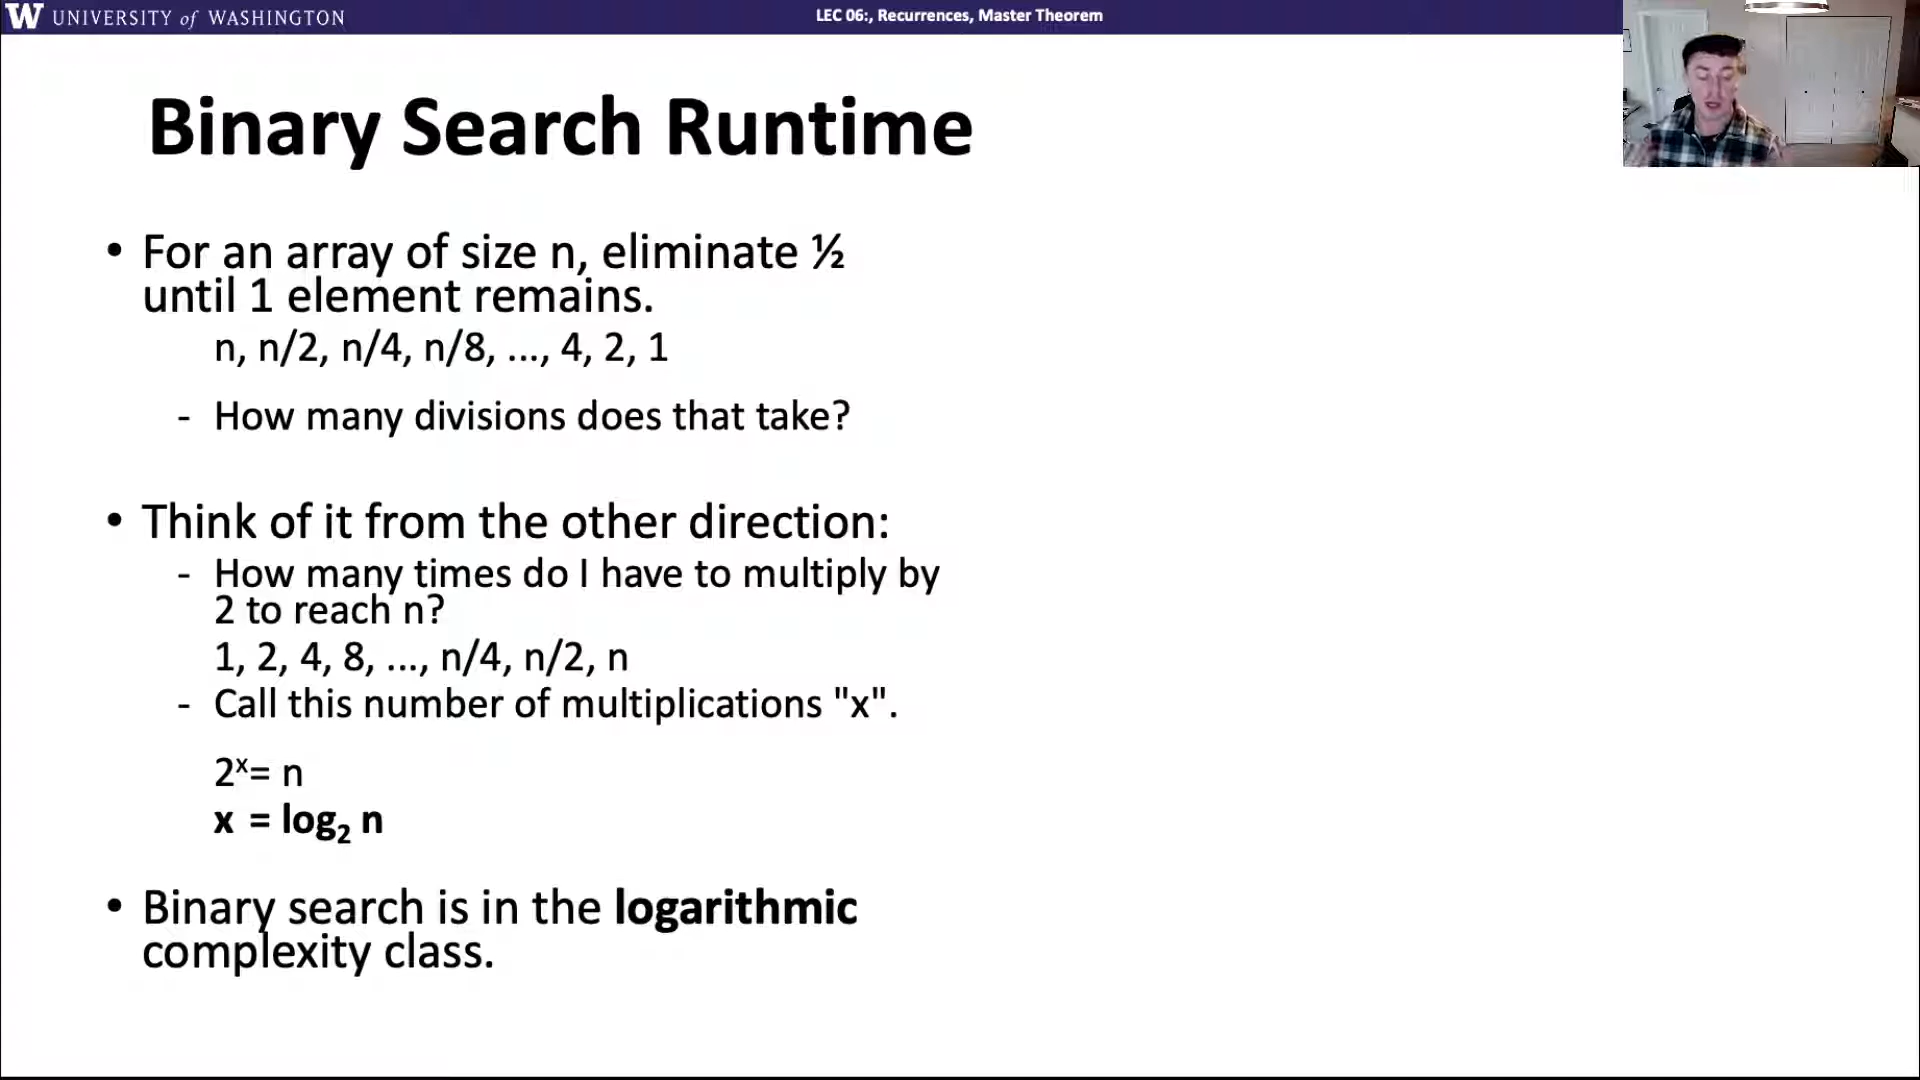 W UNIVERSITY of WASHINGTON
LEC 06:, Recurrences, Master Theorem
Binary Search Runtime
• For an array of size n, eliminate ½
until 1 element remains.
n, n/2, n/4, n/8, ..., 4, 2, 1
- How many divisions does that take?
• Think of it from the other direction:
- How many times do I have to multiply by
2 to reach n?
1, 2, 4, 8, ..., n/4, n/2, n
- Call this number of multiplications "x".
2ˣ= n
x = log₂ n
• Binary search is in the logarithmic
complexity class.